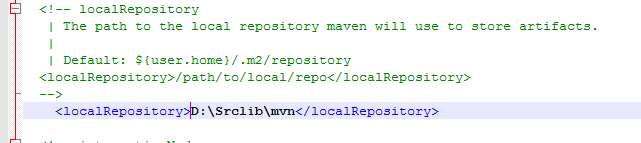 <!-- localRepository
| The path to the local repository maven will use to store artifacts.
|
| Default: ${user.home}/.m2/repository
<localRepository>/path/to/local/repo</localRepository>
-->
<localRepository>D:\Srclib\mvn</localRepository>